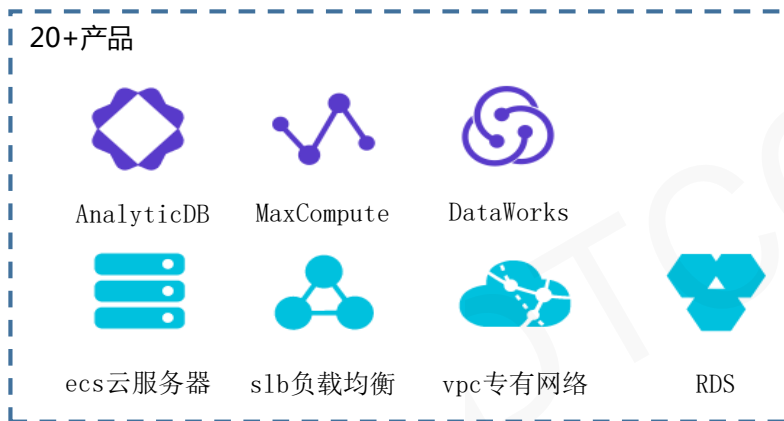 20+产品
AnalyticDB
MaxCompute
DataWorks
ecs云服务器
slb负载均衡
vpc专有网络
RDS